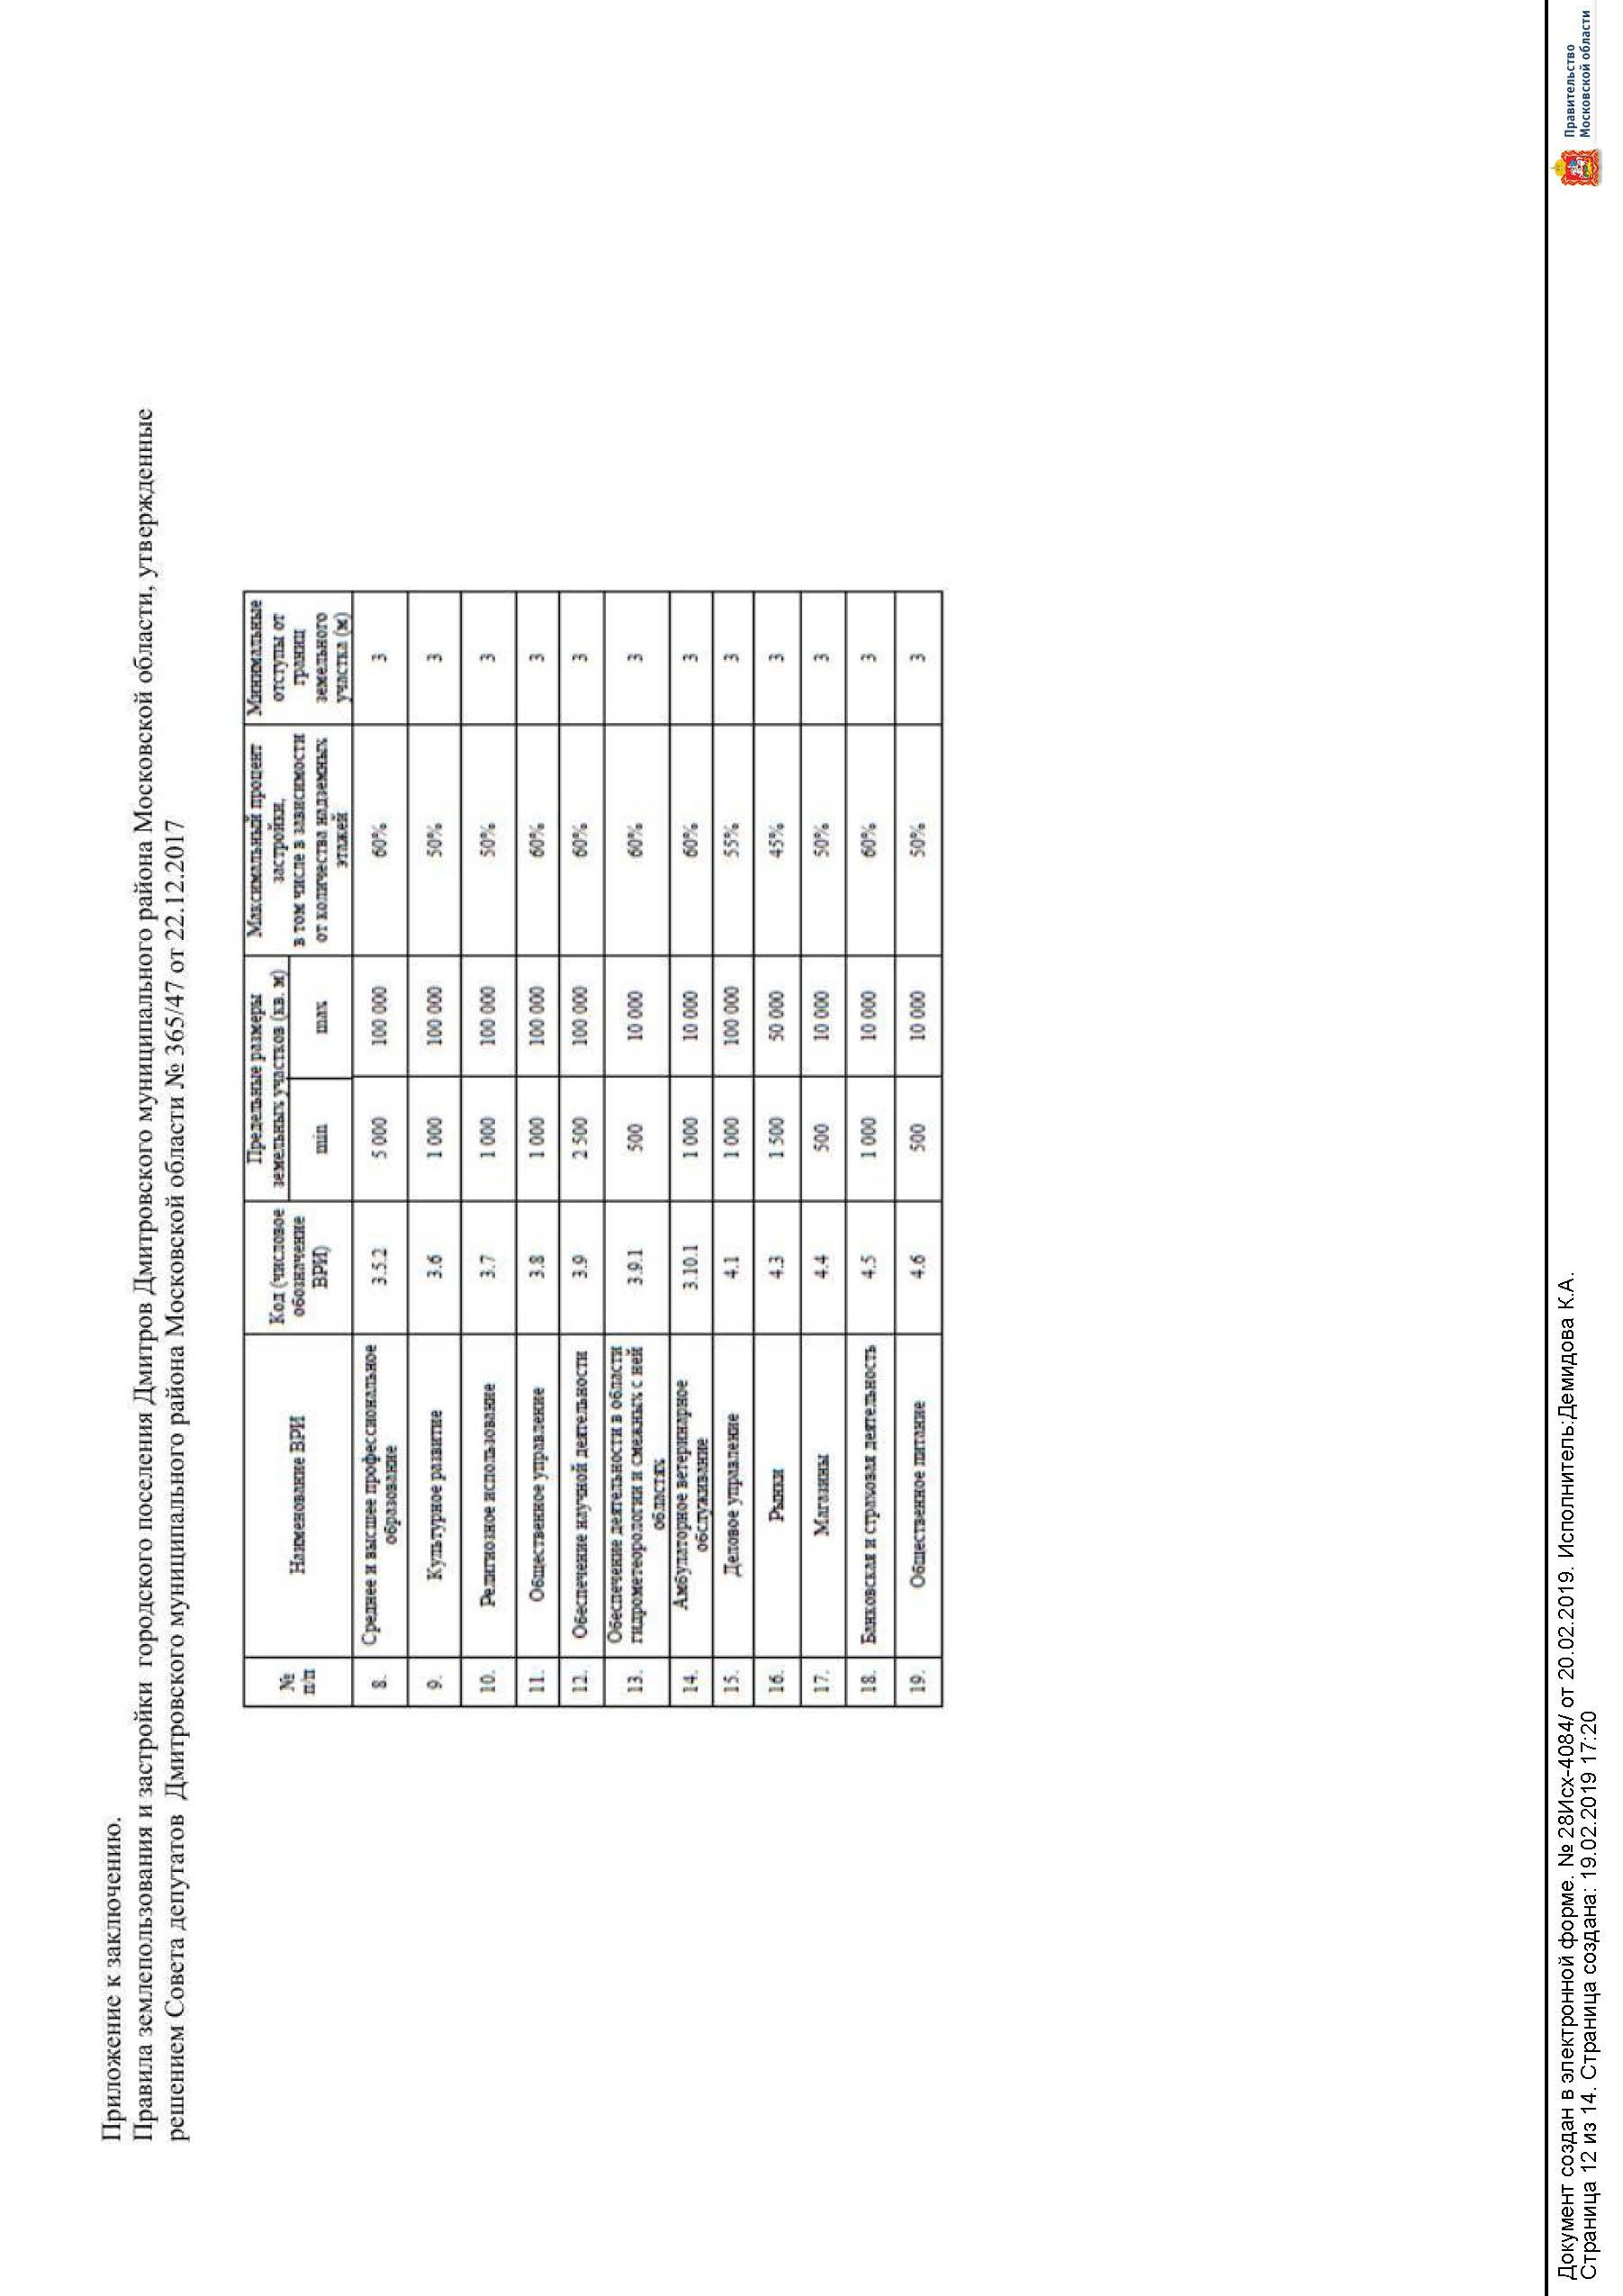 Приложение к заключению.
Правила землепользования и застройки  городского поселения Дмитров Дмитровского муниципального района Московской области, утвержденные
решением Совета депутатов  Дмитровского муниципального района Московской области № 365/47 от 22.12.2017
№ п/п
Наименование ВРИ
Код (числовое обозначение ВРИ)
Предельные размеры земельных участков (кв. м)
min
max
Максимальный процент застройки, в том числе в зависимости от количества надземных этажей
Минимальные отступы от границ земельного участка (м)
8. Среднее и высшее профессиональное образование 3.5.2 5 000 100 000 60% 3
9. Культурное развитие 3.6 1 000 100 000 50% 3
10. Религиозное использование 3.7 1 000 100 000 50% 3
11. Общественное управление 3.8 1 000 100 000 60% 3
12. Обеспечение научной деятельности 3.9 2 500 100 000 60% 3
13. Обеспечение деятельности в области гидрометеорологии и смежных с ней областях 3.9.1 500 10 000 60% 3
14. Амбулаторное ветеринарное обслуживание 3.10.1 1 000 10 000 60% 3
15. Деловое управление 4.1 1 000 100 000 55% 3
16. Рынки 4.3 1 500 50 000 45% 3
17. Магазины 4.4 500 10 000 50% 3
18. Банковская и страховая деятельность 4.5 1 000 10 000 60% 3
19. Общественное питание 4.6 500 10 000 50% 3
Документ создан в электронной форме. № 28Исх-4084/ от 20.02.2019. Исполнитель:Демидова К.А.
Страница 12 из 14. Страница создана: 19.02.2019 17:20
Правительство
Московской области